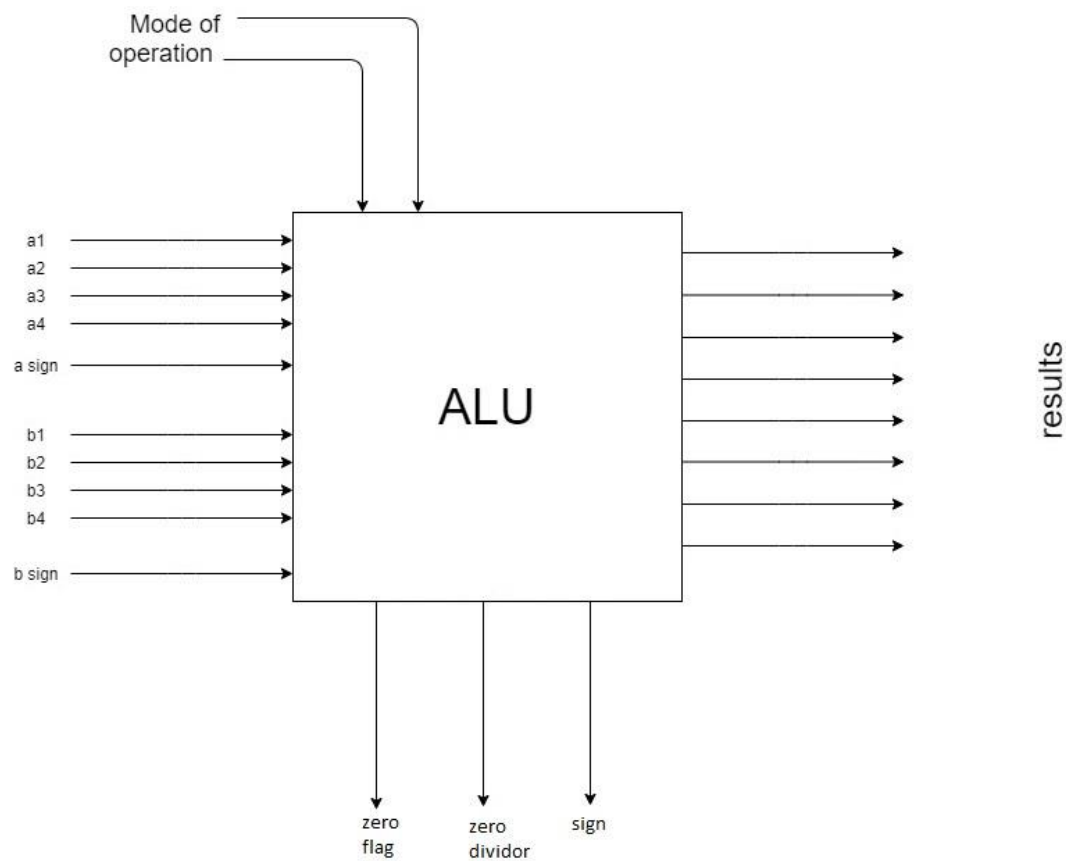 Mode of
operation
a1
a2
a3
a4
a sign
b1
b2
b3
b4
b sign
ALU
results
zero
flag
zero
dividor
sign